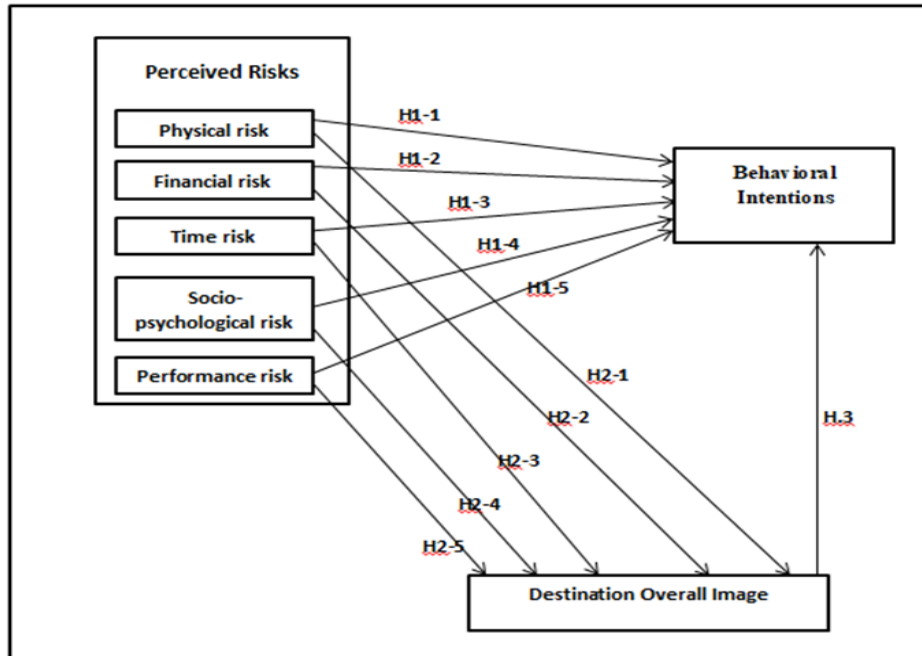 Perceived Risks
Physical risk
Financial risk
Time risk
Socio-
psychological risk
Performance risk
H1-1
H1-2
H1-3
H1-4
H1-5
Behavioral
Intentions
H2-1
H2-2
H2-3
H2-4
H2-5
H.3
Destination Overall Image